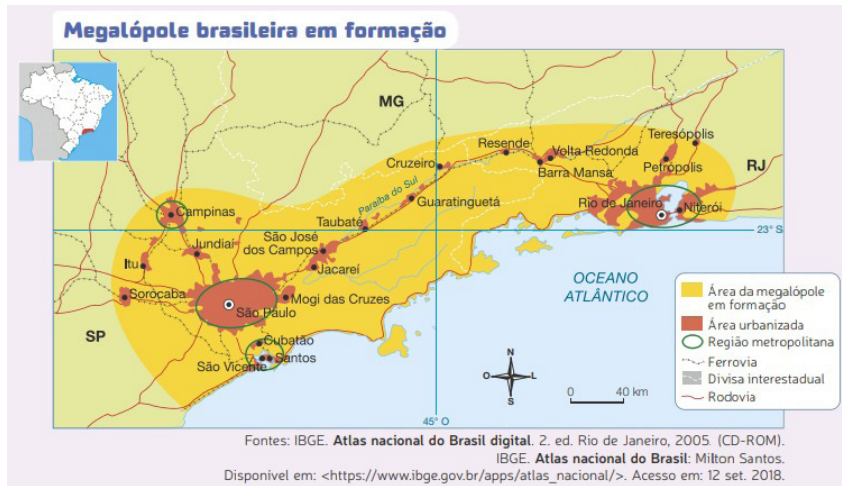 Megalópole brasileira em formação
MG
Teresópolis
Resende
Volta Redonda
Cruzeiro
Petrópolis
RJ
Barra Mansa
Paraíba do Sul
Guaratinguetá
Rio de Janeiro
Niterói
Campinas
Taubaté
23° S
Jundiaí
São José
dos Campos
Itu
Jacareí
OCEANO
ATLÂNTICO
Sorocaba
Mogi das Cruzes
São Paulo
SP
Cubatão
São Vicente
Santos
N
O
L
S
0
40 km
45° O
Área da megalópole
em formação
Área urbanizada
Região metropolitana
Ferrovia
Divisa interestadual
Rodovia
Fontes: IBGE. Atlas nacional do Brasil digital. 2. ed. Rio de Janeiro, 2005. (CD-ROM).
IBGE. Atlas nacional do Brasil: Milton Santos.
Disponível em: <https://www.ibge.gov.br/apps/atlas_nacional/>. Acesso em: 12 set. 2018.